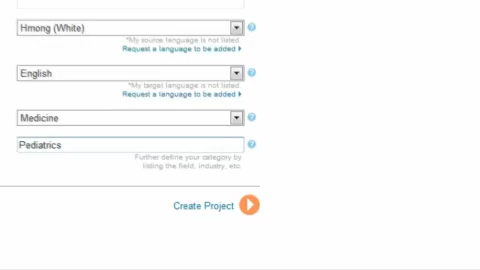 Hmong (White)
*My source language is not listed.
Request a language to be added
English
*My target language is not listed.
Request a language to be added
Medicine
Pediatrics
Further define your category by
listing the field, industry, etc.
Create Project